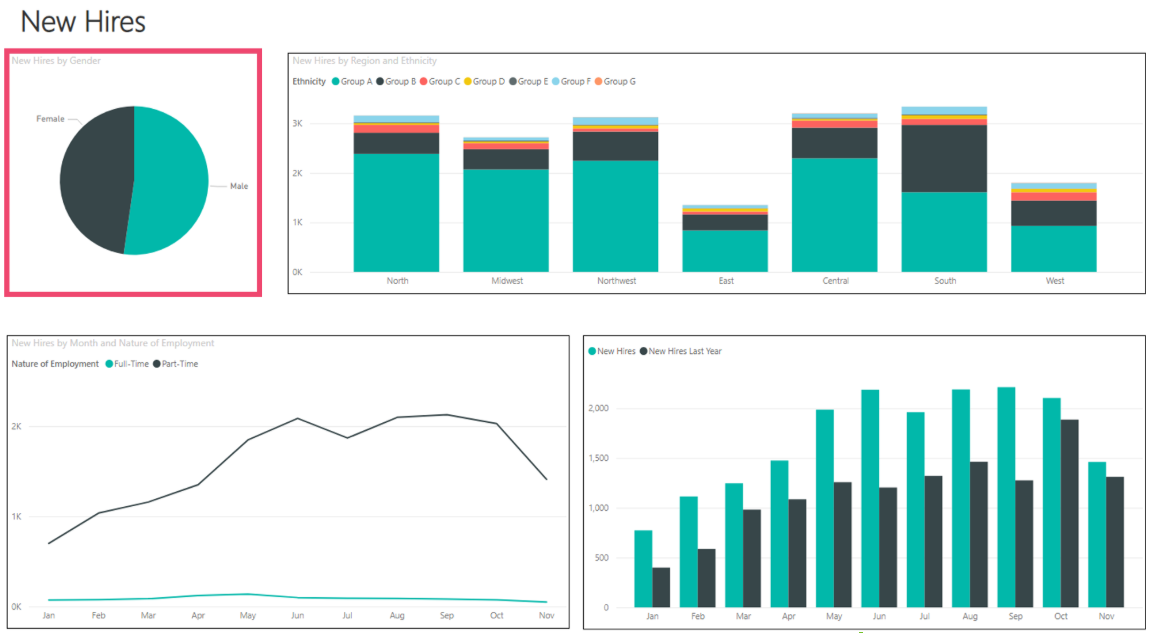 New Hires
New Hires by Gender
Female
Male
New Hires by Region and Ethnicity
Ethnicity Group A Group B Group C Group D Group E Group F Group G
3K
2K
1K
0K
North Midwest Northwest East Central South West
New Hires by Month and Nature of Employment
Nature of Employment Full-Time Part-Time
2K
1K
0K
Jan Feb Mar Apr May Jun Jul Aug Sep Oct Nov
New Hires New Hires Last Year
2,000
1,500
1,000
500
0
Jan Feb Mar Apr May Jun Jul Aug Sep Oct Nov